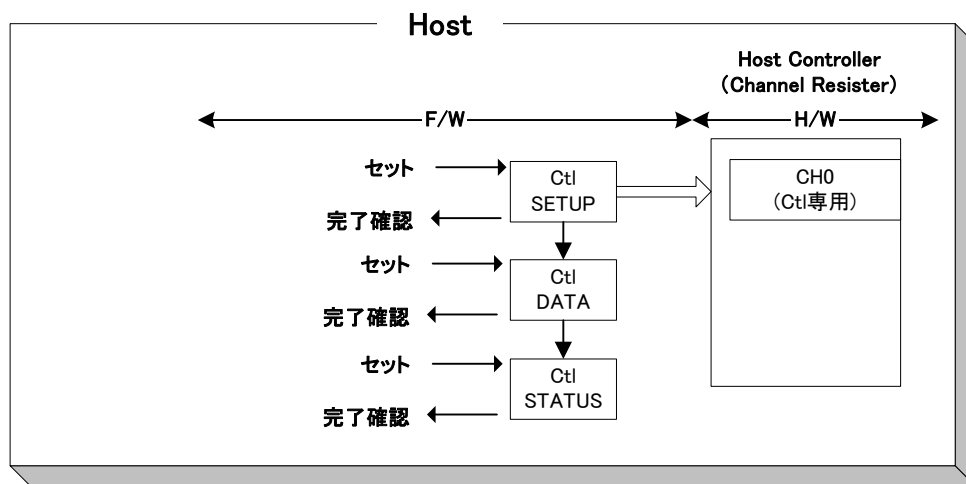 Host
Host Controller
(Channel Resister)
F/W
H/W
セット
Ctl
SETUP
完了確認
CH0
(Ctl専用)
セット
Ctl
DATA
完了確認
セット
Ctl
STATUS
完了確認